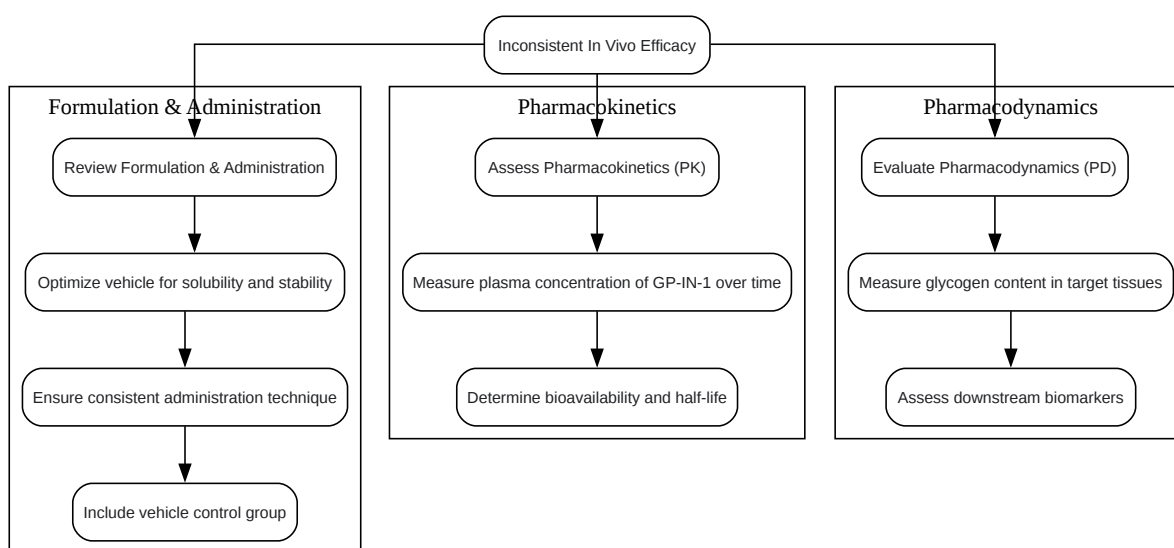 Inconsistent In Vivo Efficacy
Formulation & Administration
Review Formulation & Administration
Optimize vehicle for solubility and stability
Ensure consistent administration technique
Include vehicle control group
Pharmacokinetics
Assess Pharmacokinetics (PK)
Measure plasma concentration of GP-IN-1 over time
Determine bioavailability and half-life
Pharmacodynamics
Evaluate Pharmacodynamics (PD)
Measure glycogen content in target tissues
Assess downstream biomarkers